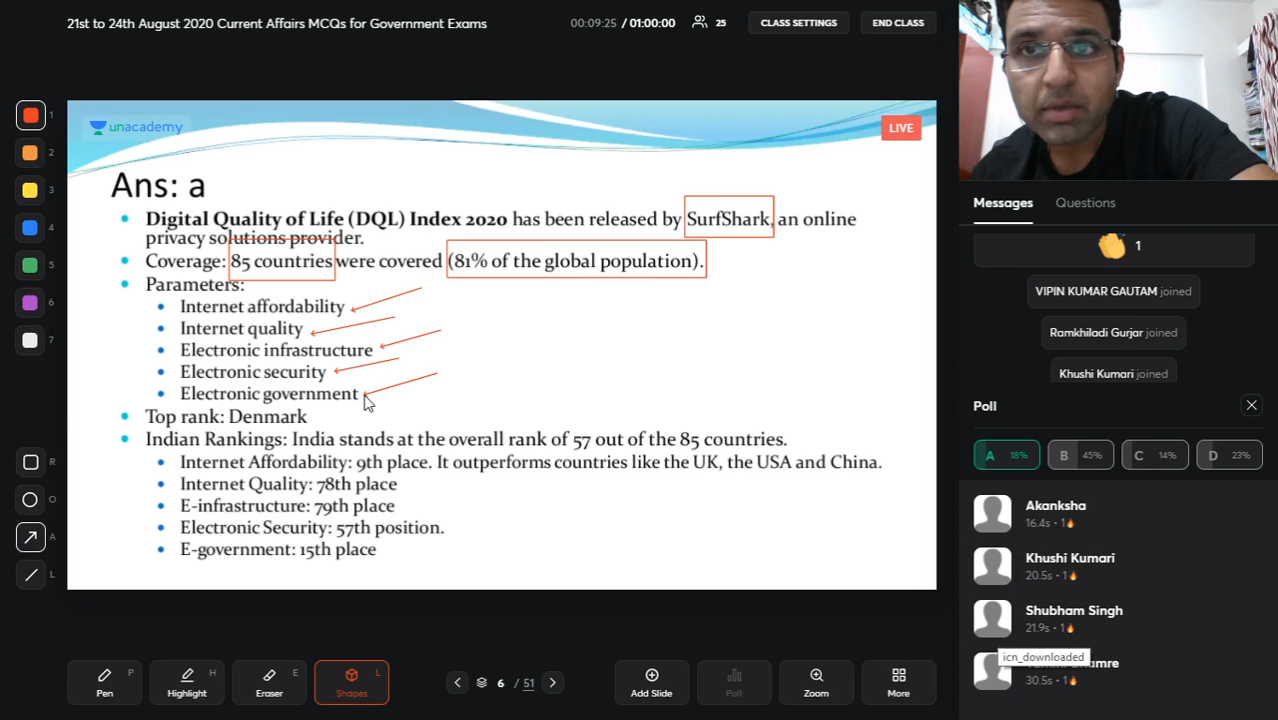 21st to 24th August 2020 Current Affairs MCQs for Government Exams
00:09:25 / 01:00:00
25
CLASS SETTINGS
END CLASS
1
2
3
4
5
6
7
R
O
A
L
unacademy
LIVE
Ans: a
Digital Quality of Life (DQL) Index 2020 has been released by SurfShark, an online
privacy solutions provider.
Coverage: 85 countries were covered (81% of the global population).
Parameters:
Internet affordability
Internet quality
Electronic infrastructure
Electronic security
Electronic government
Top rank: Denmark
Indian Rankings: India stands at the overall rank of 57 out of the 85 countries.
Internet Affordability: 9th place. It outperforms countries like the UK, the USA and China.
Internet Quality: 78th place
E-infrastructure: 79th place
Electronic Security: 57th position.
E-government: 15th place
Pen P
Highlight H
Eraser E
Shapes L
6 / 51
Add Slide
Poll
Zoom
More
Messages
Questions
1
VIPIN KUMAR GAUTAM joined
Ramkhiladi Gurjar joined
Khushi Kumari joined
Poll
A 18%
B 45%
C 14%
D 23%
Akanksha
16.4s • 1
Khushi Kumari
20.5s • 1
Shubham Singh
21.9s • 1
icn_downloaded
30.5s • 1